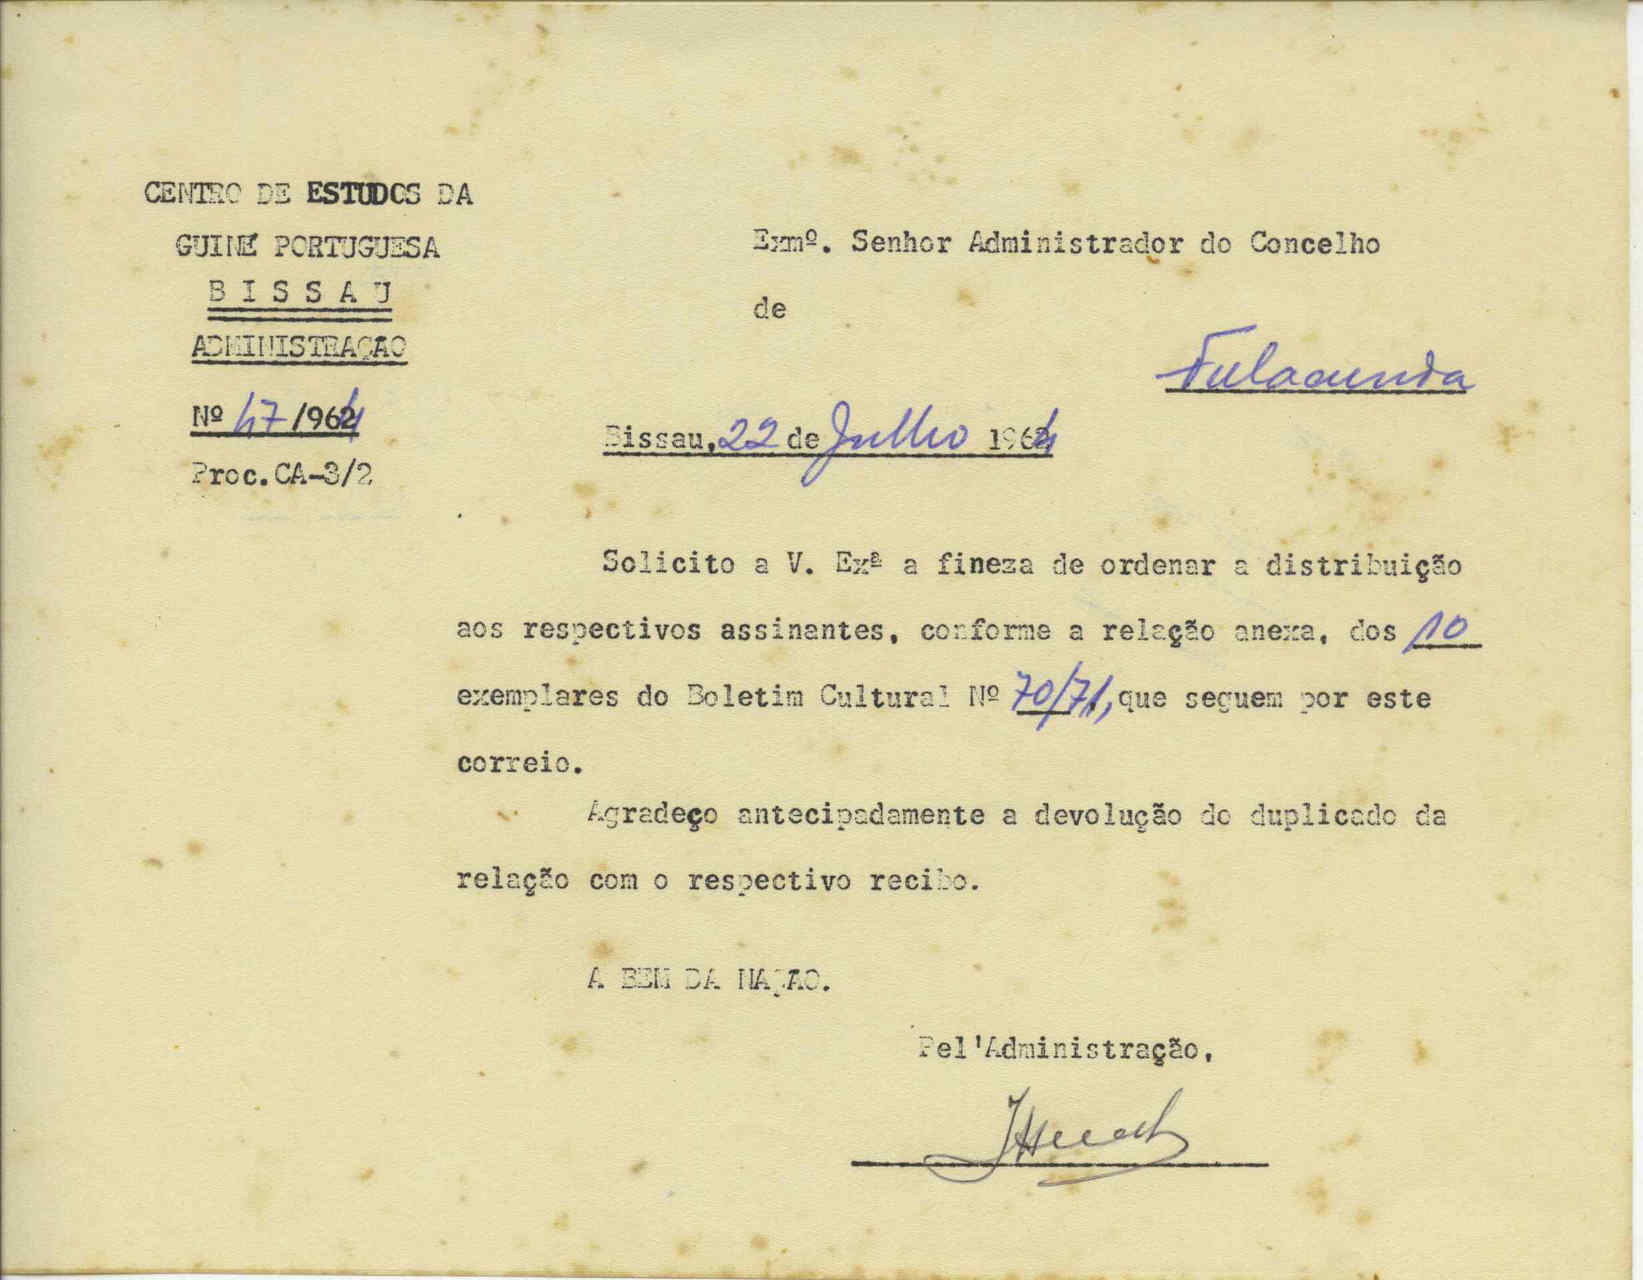 CENTRO DE ESTUDOS DA
GUINÉ PORTUGUESA
BISSAU
ADMINISTRAÇÃO
Nº 47/964
Proc. CA-3/2
Exmº. Senhor Administrador do Concelho
de
Fulacunda
Bissau, 22 de Julho 1964
Solicito a V. Exª a fineza de ordenar a distribuição
aos respectivos assinantes, conforme a relação anexa, dos 10
exemplares do Boletim Cultural Nº 70/71, que seguem por este
correio.
Agradeço antecipadamente a devolução do duplicado da
relação com o respectivo recibo.
A BEM DA NAÇÃO.
Pel'Administração,